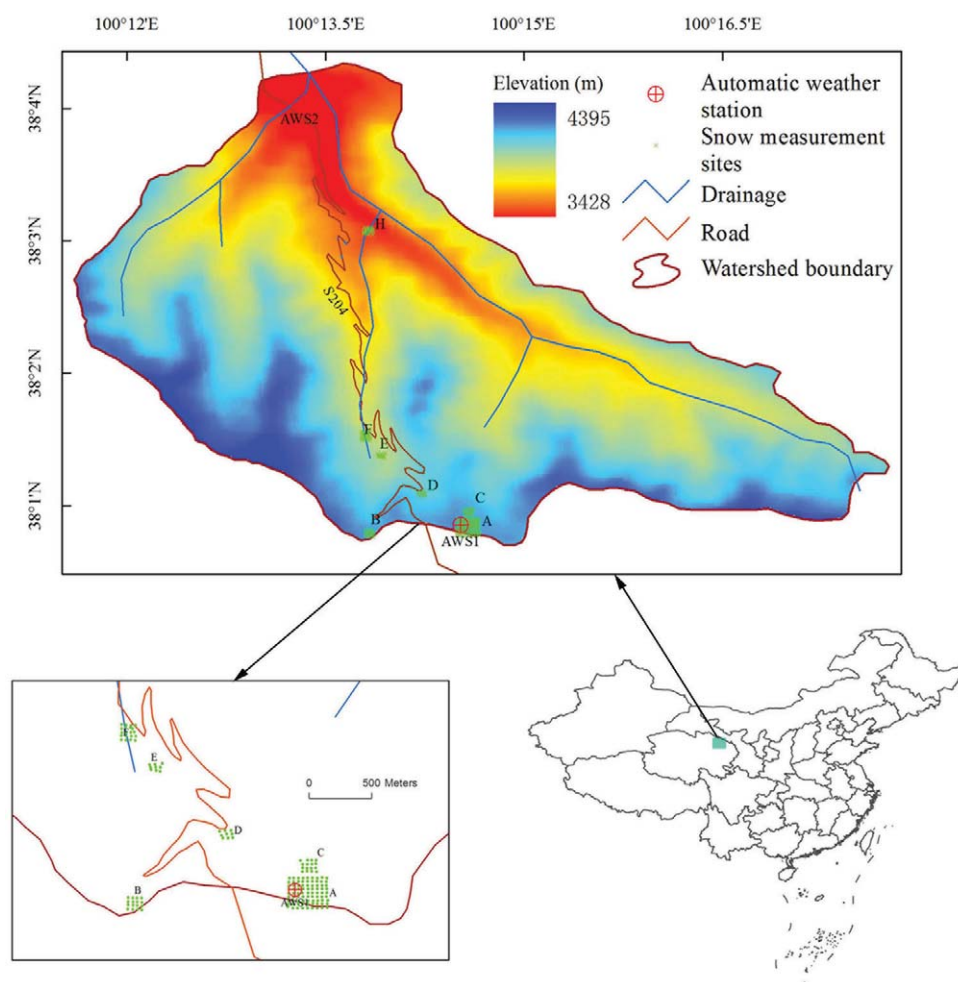 100°12'E 100°13.5'E 100°15'E 100°16.5'E
38°4'N
38°3'N
38°2'N
38°1'N
Elevation (m)
4395
3428
Automatic weather
station
Snow measurement
sites
Drainage
Road
Watershed boundary
AWS2
H
S204
F
E
D
C
B
A
AWS1
F
E
0 500 Meters
D
C
B
A
AWS1